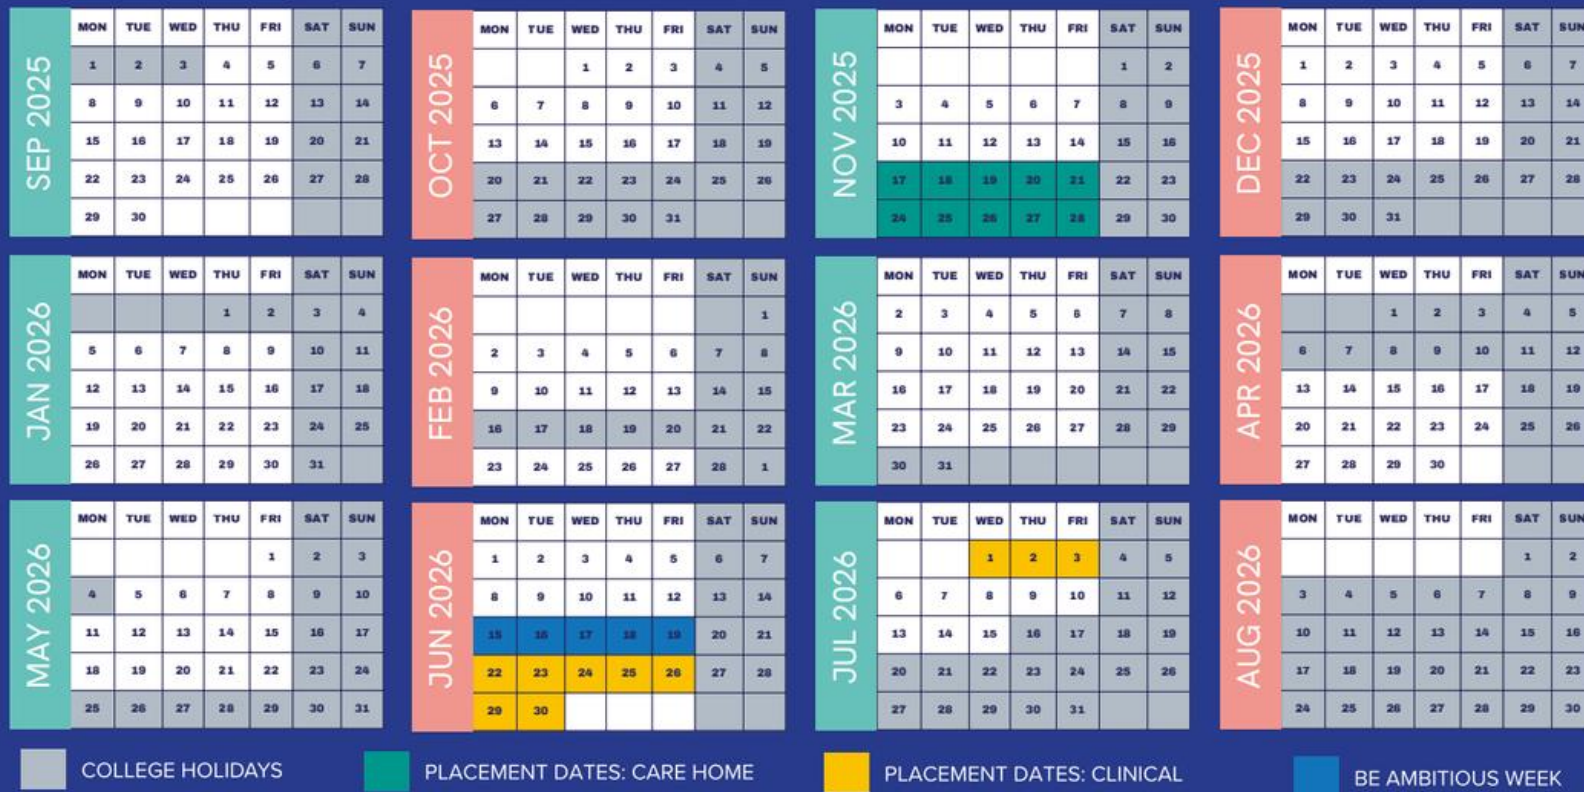 SEP 2025
MON TUE WED THU FRI SAT SUN
1 2 3 4 5 6 7
8 9 10 11 12 13 14
15 16 17 18 19 20 21
22 23 24 25 26 27 28
29 30
OCT 2025
MON TUE WED THU FRI SAT SUN
1 2 3 4 5
6 7 8 9 10 11 12
13 14 15 16 17 18 19
20 21 22 23 24 25 26
27 28 29 30 31
NOV 2025
MON TUE WED THU FRI SAT SUN
1 2
3 4 5 6 7 8 9
10 11 12 13 14 15 16
17 18 19 20 21 22 23
24 25 26 27 28 29 30
DEC 2025
MON TUE WED THU FRI SAT SUN
1 2 3 4 5 6 7
8 9 10 11 12 13 14
15 16 17 18 19 20 21
22 23 24 25 26 27 28
29 30 31
JAN 2026
MON TUE WED THU FRI SAT SUN
1 2 3 4
5 6 7 8 9 10 11
12 13 14 15 16 17 18
19 20 21 22 23 24 25
26 27 28 29 30 31
FEB 2026
MON TUE WED THU FRI SAT SUN
1
2 3 4 5 6 7 8
9 10 11 12 13 14 15
16 17 18 19 20 21 22
23 24 25 26 27 28 1
MAR 2026
MON TUE WED THU FRI SAT SUN
2 3 4 5 6 7 8
9 10 11 12 13 14 15
16 17 18 19 20 21 22
23 24 25 26 27 28 29
30 31
APR 2026
MON TUE WED THU FRI SAT SUN
1 2 3 4 5
6 7 8 9 10 11 12
13 14 15 16 17 18 19
20 21 22 23 24 25 26
27 28 29 30
MAY 2026
MON TUE WED THU FRI SAT SUN
1 2 3
4 5 6 7 8 9 10
11 12 13 14 15 16 17
18 19 20 21 22 23 24
25 26 27 28 29 30 31
JUN 2026
MON TUE WED THU FRI SAT SUN
1 2 3 4 5 6 7
8 9 10 11 12 13 14
15 16 17 18 19 20 21
22 23 24 25 26 27 28
29 30
JUL 2026
MON TUE WED THU FRI SAT SUN
1 2 3 4 5
6 7 8 9 10 11 12
13 14 15 16 17 18 19
20 21 22 23 24 25 26
27 28 29 30 31
AUG 2026
MON TUE WED THU FRI SAT SUN
1 2
3 4 5 6 7 8 9
10 11 12 13 14 15 16
17 18 19 20 21 22 23
24 25 26 27 28 29 30
COLLEGE HOLIDAYS
PLACEMENT DATES: CARE HOME
PLACEMENT DATES: CLINICAL
BE AMBITIOUS WEEK